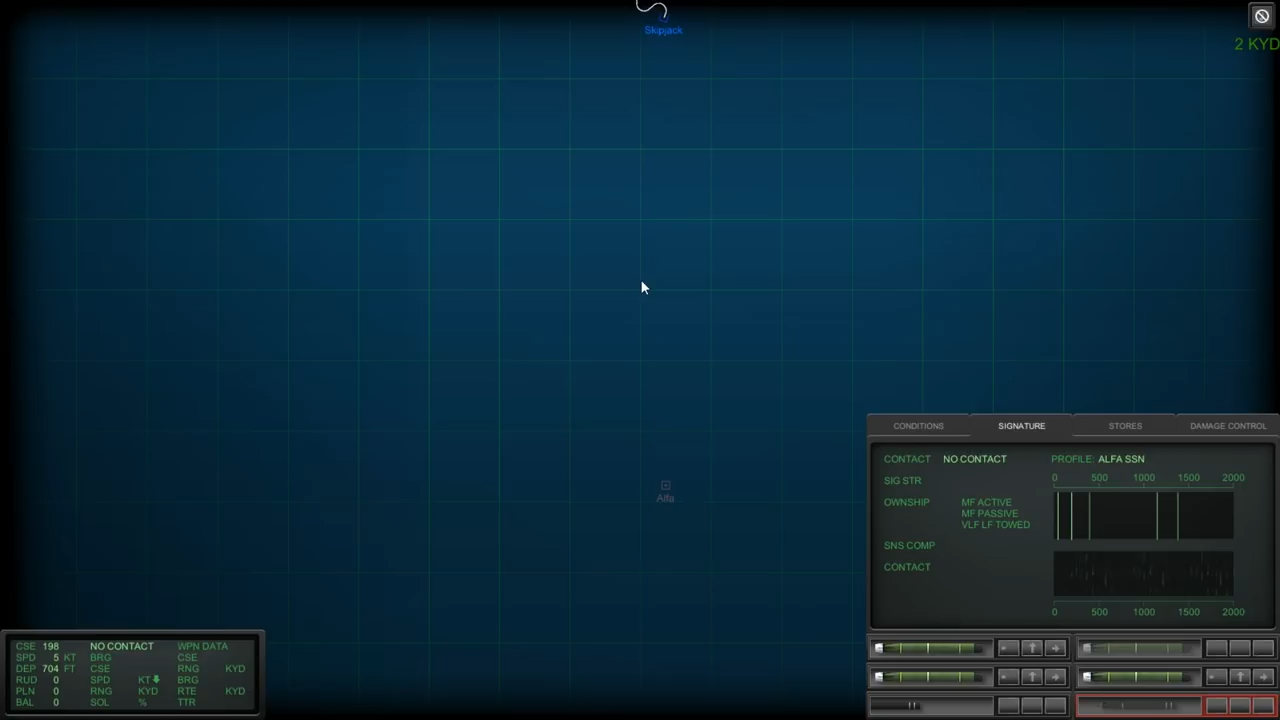 Skipjack
2 KYD
Alfa
CONDITIONS SIGNATURE STORES DAMAGE CONTROL
CONTACT NO CONTACT PROFILE: ALFA SSN
SIG STR 0 500 1000 1500 2000
OWNSHIP MF ACTIVE
MF PASSIVE
VLF LF TOWED
SNS COMP
CONTACT
0 500 1000 1500 2000
CSE 198 NO CONTACT WPN DATA
SPD 5 KT BRG CSE
DEP 704 FT CSE RNG KYD
RUD 0 SPD KT BRG
PLN 0 RNG KYD RTE KYD
BAL 0 SOL % TTR